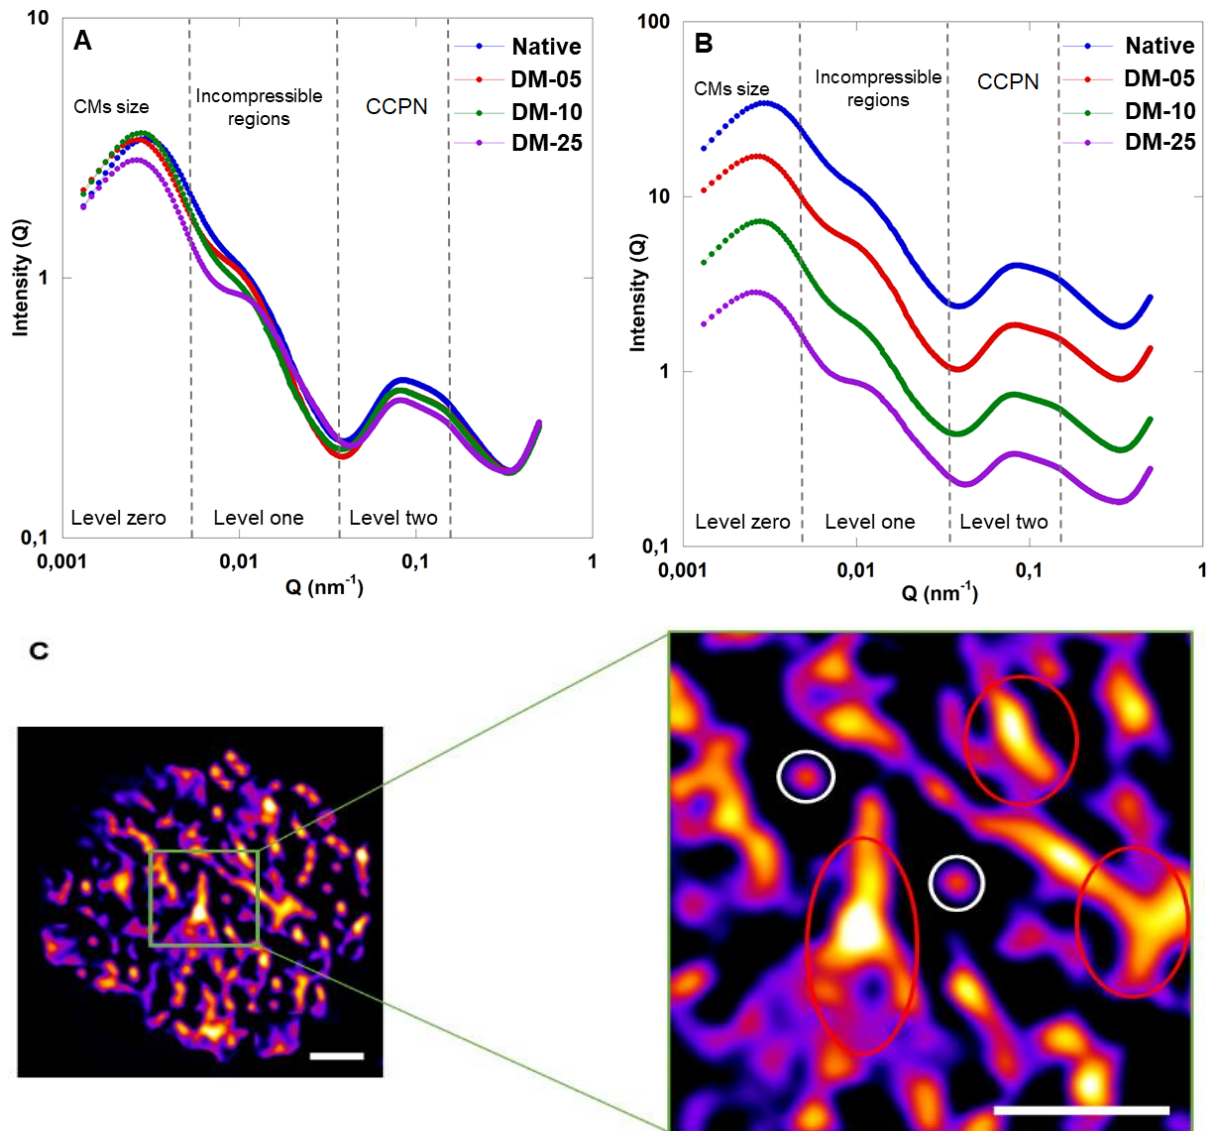 10
A
Native
DM-05
DM-10
DM-25
CMs size
Incompressible
regions
CCPN
Intensity (Q)
1
Level zero
Level one
Level two
0,1
0,001
0,01
0,1
1
Q (nm⁻¹)
100
B
Native
DM-05
DM-10
DM-25
CMs size
Incompressible
regions
CCPN
Intensity (Q)
10
1
Level zero
Level one
Level two
0,1
0,001
0,01
0,1
1
Q (nm⁻¹)
C